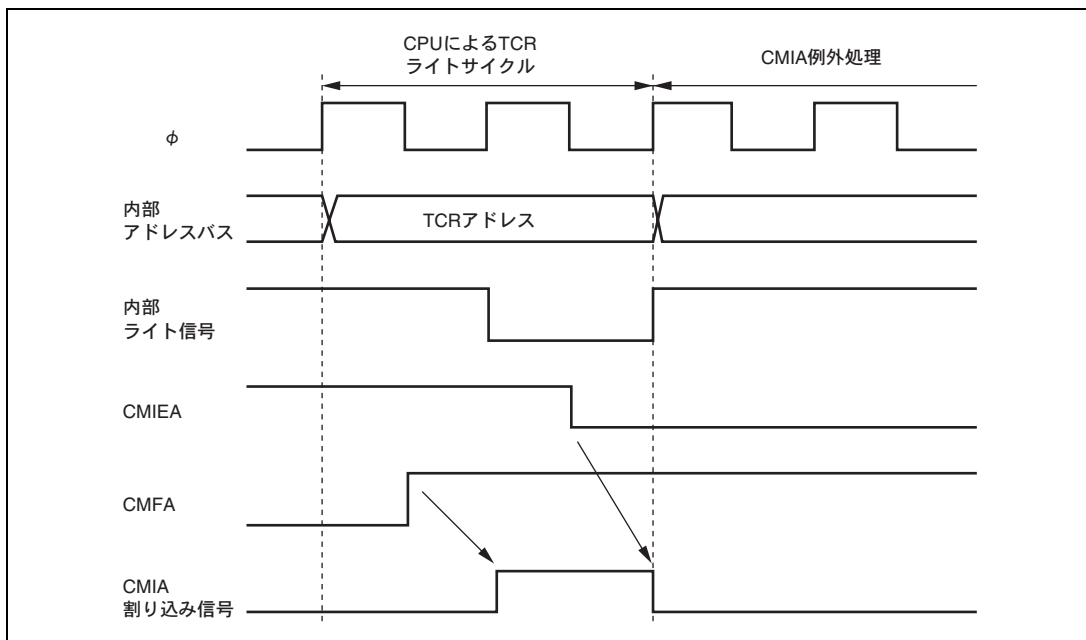 CPUによるTCR
ライトサイクル
CMIA例外処理
φ
内部
アドレスバス
TCRアドレス
内部
ライト信号
CMIEA
CMFA
CMIA
割り込み信号